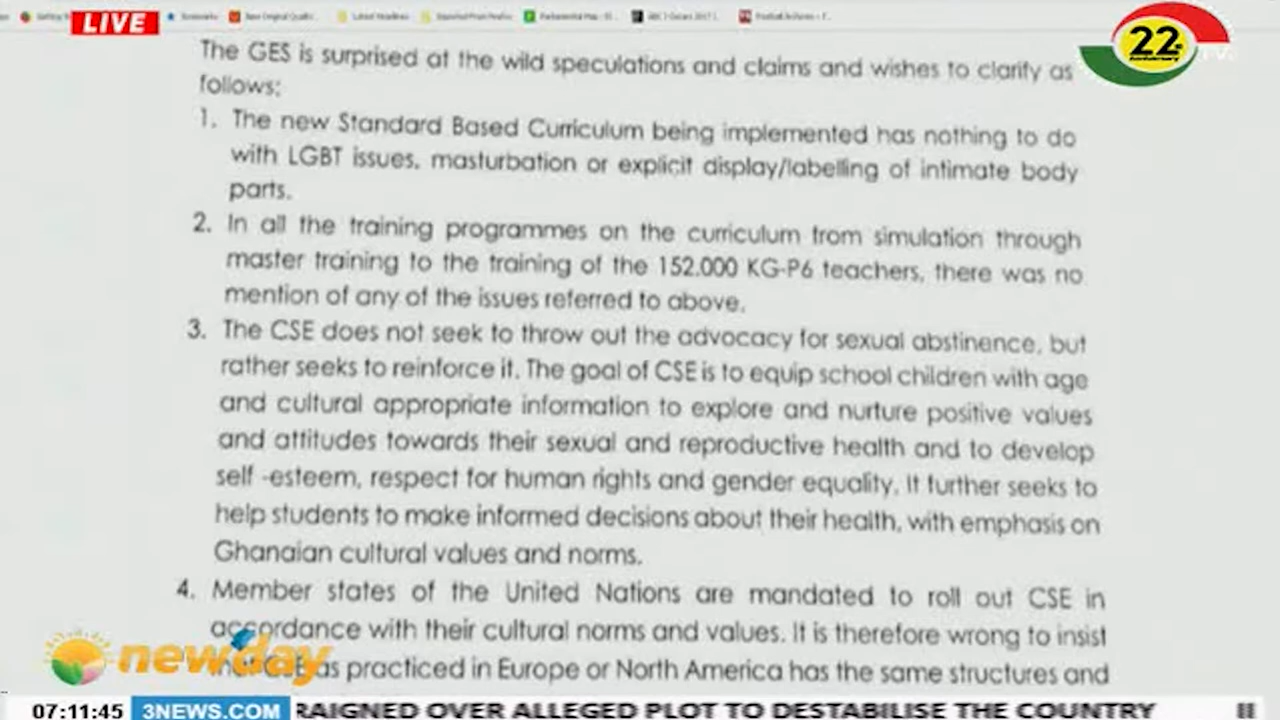 LIVE
22
Anniversary
The GES is surprised at the wild speculations and claims and wishes to clarify as
follows:
1. The new Standard Based Curriculum being implemented has nothing to do
with LGBT issues, masturbation or explicit display/labelling of intimate body
parts.
2. In all the training programmes on the curriculum from simulation through
master training to the training of the 152,000 KG-P6 teachers, there was no
mention of any of the issues referred to above.
3. The CSE does not seek to throw out the advocacy for sexual abstinence, but
rather seeks to reinforce it. The goal of CSE is to equip school children with age
and cultural appropriate information to explore and nurture positive values
and attitudes towards their sexual and reproductive health and to develop
self -esteem, respect for human rights and gender equality. It further seeks to
help students to make informed decisions about their health, with emphasis on
Ghanaian cultural values and norms.
4. Member states of the United Nations are mandated to roll out CSE in
accordance with their cultural norms and values. It is therefore wrong to insist
that CSE as practiced in Europe or North America has the same structures and
newday
07:11:45 3NEWS.COM RAIGNED OVER ALLEGED PLOT TO DESTABILISE THE COUNTRY